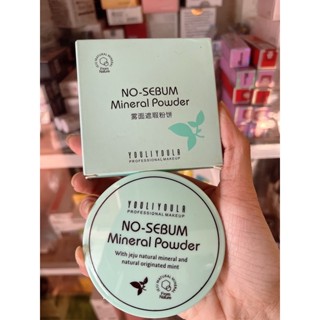 NO-SEBUM
Mineral Powder
雾面遮瑕粉饼
YOULIYOULA
PROFESSIONAL MAKEUP
YOULIYOULA
PROFESSIONAL MAKEUP
NO-SEBUM
Mineral Powder
With jeju natural mineral and
natural originated mint